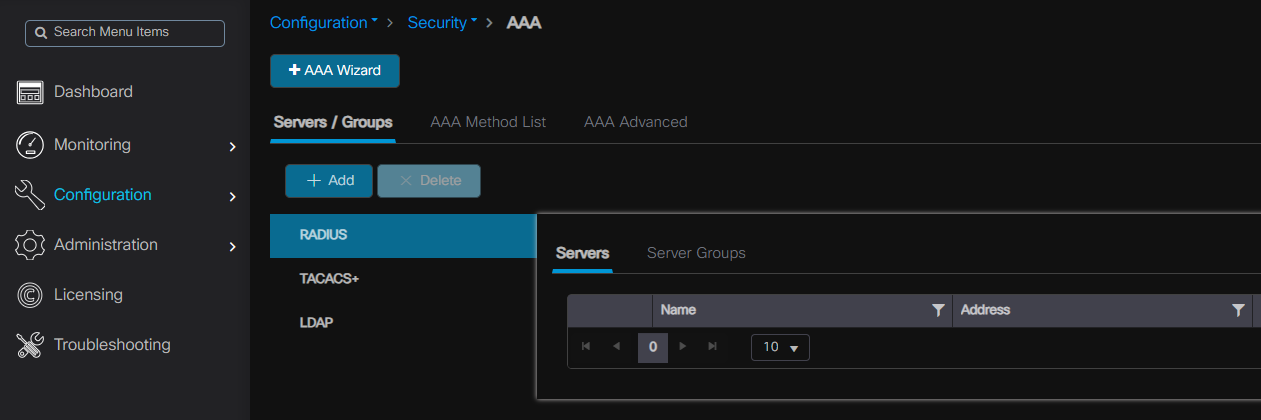 Search Menu Items
Dashboard
Monitoring
Configuration
Administration
Licensing
Troubleshooting
Configuration > Security > AAA
+ AAA Wizard
Servers / Groups AAA Method List AAA Advanced
+ Add × Delete
RADIUS
TACACS+
LDAP
Servers Server Groups
Name Address
0 10